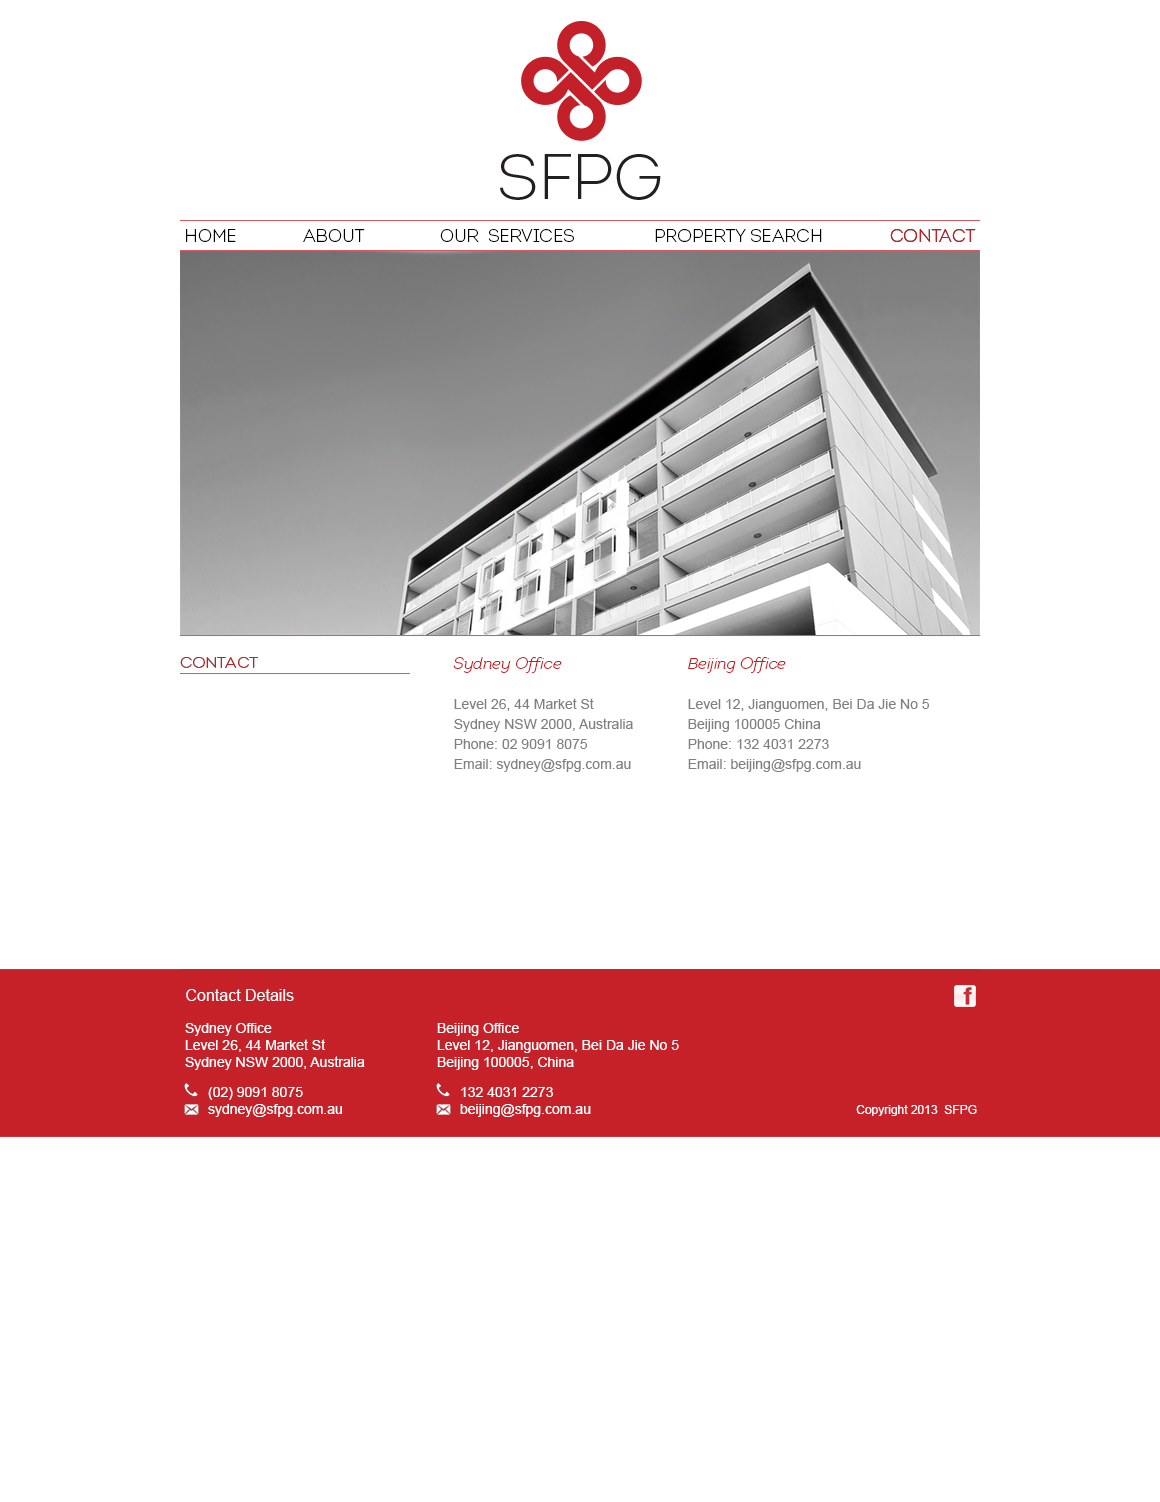 SFPG
HOME ABOUT OUR SERVICES PROPERTY SEARCH CONTACT
CONTACT
Sydney Office
Level 26, 44 Market St
Sydney NSW 2000, Australia
Phone: 02 9091 8075
Email: sydney@sfpg.com.au
Beijing Office
Level 12, Jianguomen, Bei Da Jie No 5
Beijing 100005 China
Phone: 132 4031 2273
Email: beijing@sfpg.com.au
Contact Details
f
Sydney Office
Level 26, 44 Market St
Sydney NSW 2000, Australia
(02) 9091 8075
sydney@sfpg.com.au
Beijing Office
Level 12, Jianguomen, Bei Da Jie No 5
Beijing 100005, China
132 4031 2273
beijing@sfpg.com.au
Copyright 2013 SFPG